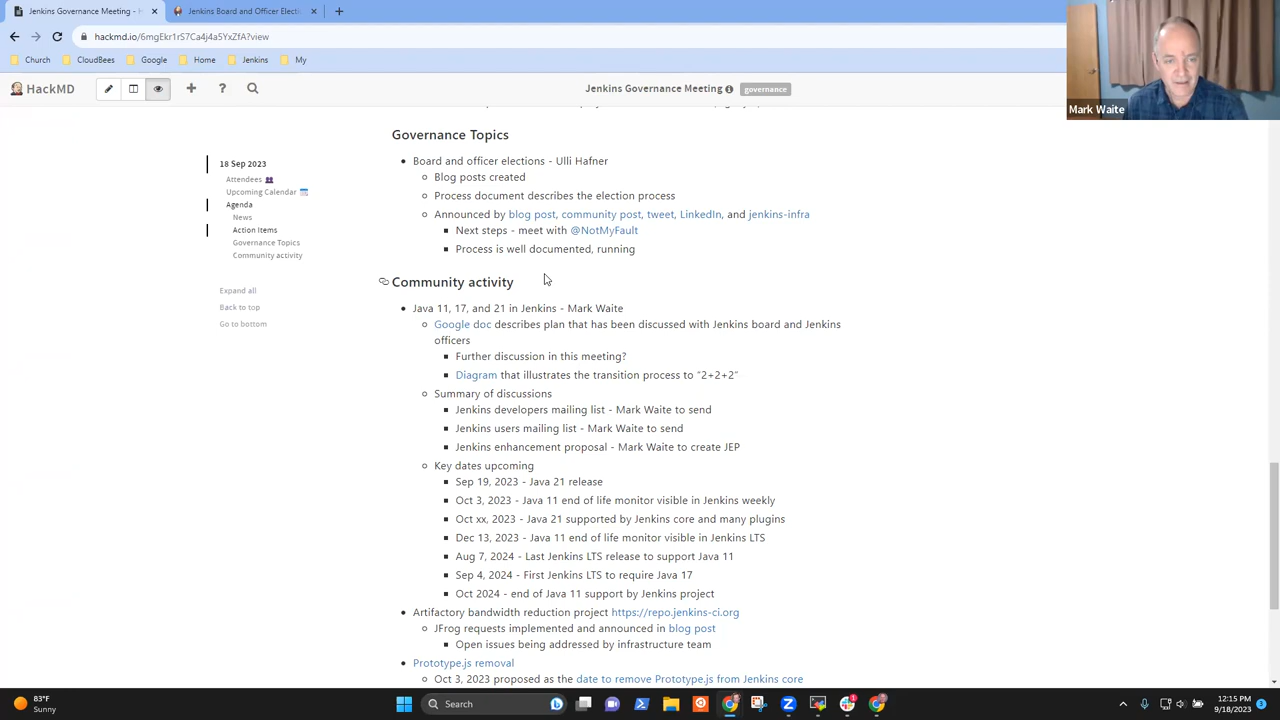 Jenkins Governance Meeting -
Jenkins Board and Officer Electi
hackmd.io/6mgEkr1rS7Ca4j4a5YxZfA?view
Church
CloudBees
Google
Home
Jenkins
My
HackMD
Jenkins Governance Meeting
governance
Mark Waite
18 Sep 2023
Attendees
Upcoming Calendar
Agenda
News
Action Items
Governance Topics
Community activity
Expand all
Back to top
Go to bottom
Governance Topics
Board and officer elections - Ulli Hafner
Blog posts created
Process document describes the election process
Announced by blog post, community post, tweet, LinkedIn, and jenkins-infra
Next steps - meet with @NotMyFault
Process is well documented, running
Community activity
Java 11, 17, and 21 in Jenkins - Mark Waite
Google doc describes plan that has been discussed with Jenkins board and Jenkins
officers
Further discussion in this meeting?
Diagram that illustrates the transition process to "2+2+2"
Summary of discussions
Jenkins developers mailing list - Mark Waite to send
Jenkins users mailing list - Mark Waite to send
Jenkins enhancement proposal - Mark Waite to create JEP
Key dates upcoming
Sep 19, 2023 - Java 21 release
Oct 3, 2023 - Java 11 end of life monitor visible in Jenkins weekly
Oct xx, 2023 - Java 21 supported by Jenkins core and many plugins
Dec 13, 2023 - Java 11 end of life monitor visible in Jenkins LTS
Aug 7, 2024 - Last Jenkins LTS release to support Java 11
Sep 4, 2024 - First Jenkins LTS to require Java 17
Oct 2024 - end of Java 11 support by Jenkins project
Artifactory bandwidth reduction project https://repo.jenkins-ci.org
JFrog requests implemented and announced in blog post
Open issues being addressed by infrastructure team
Prototype.js removal
Oct 3, 2023 proposed as the date to remove Prototype.js from Jenkins core
83°F
Sunny
Search
12:15 PM
9/18/2023